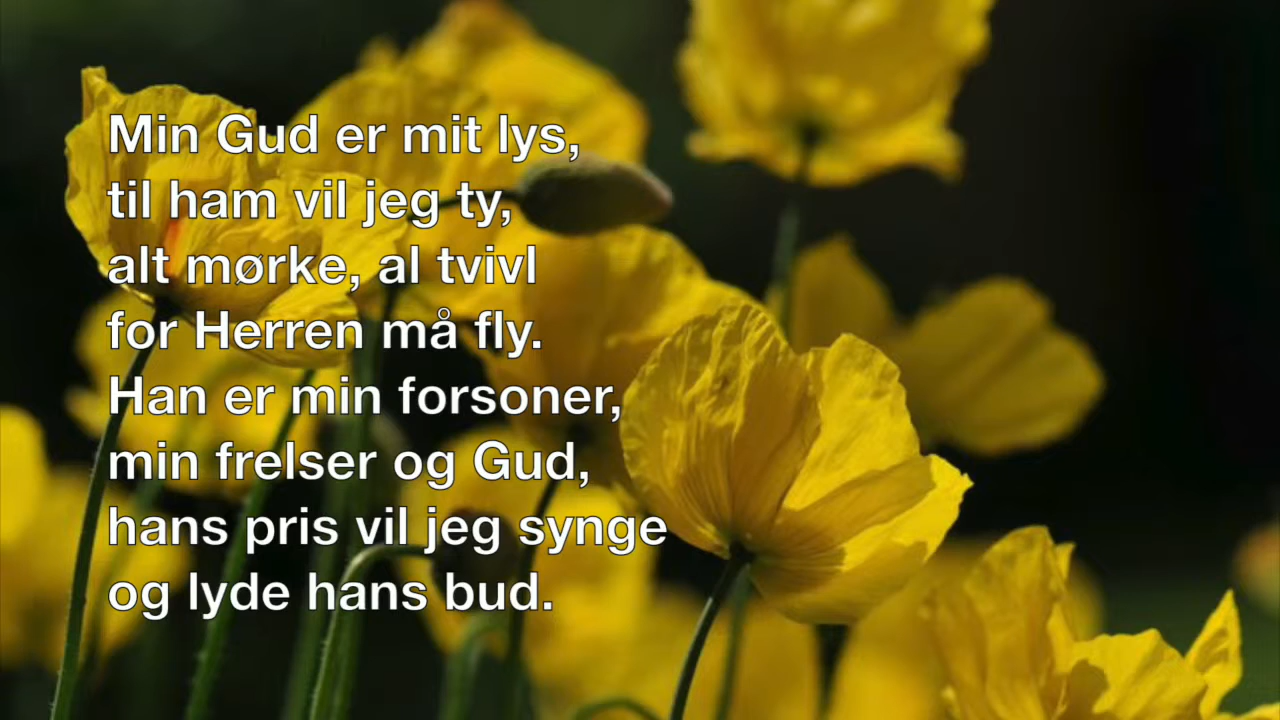 Min Gud er mit lys,
til ham vil jeg ty,
alt mørke, al tvivl
for Herren må fly.
Han er min forsoner,
min frelser og Gud,
hans pris vil jeg synge
og lyde hans bud.